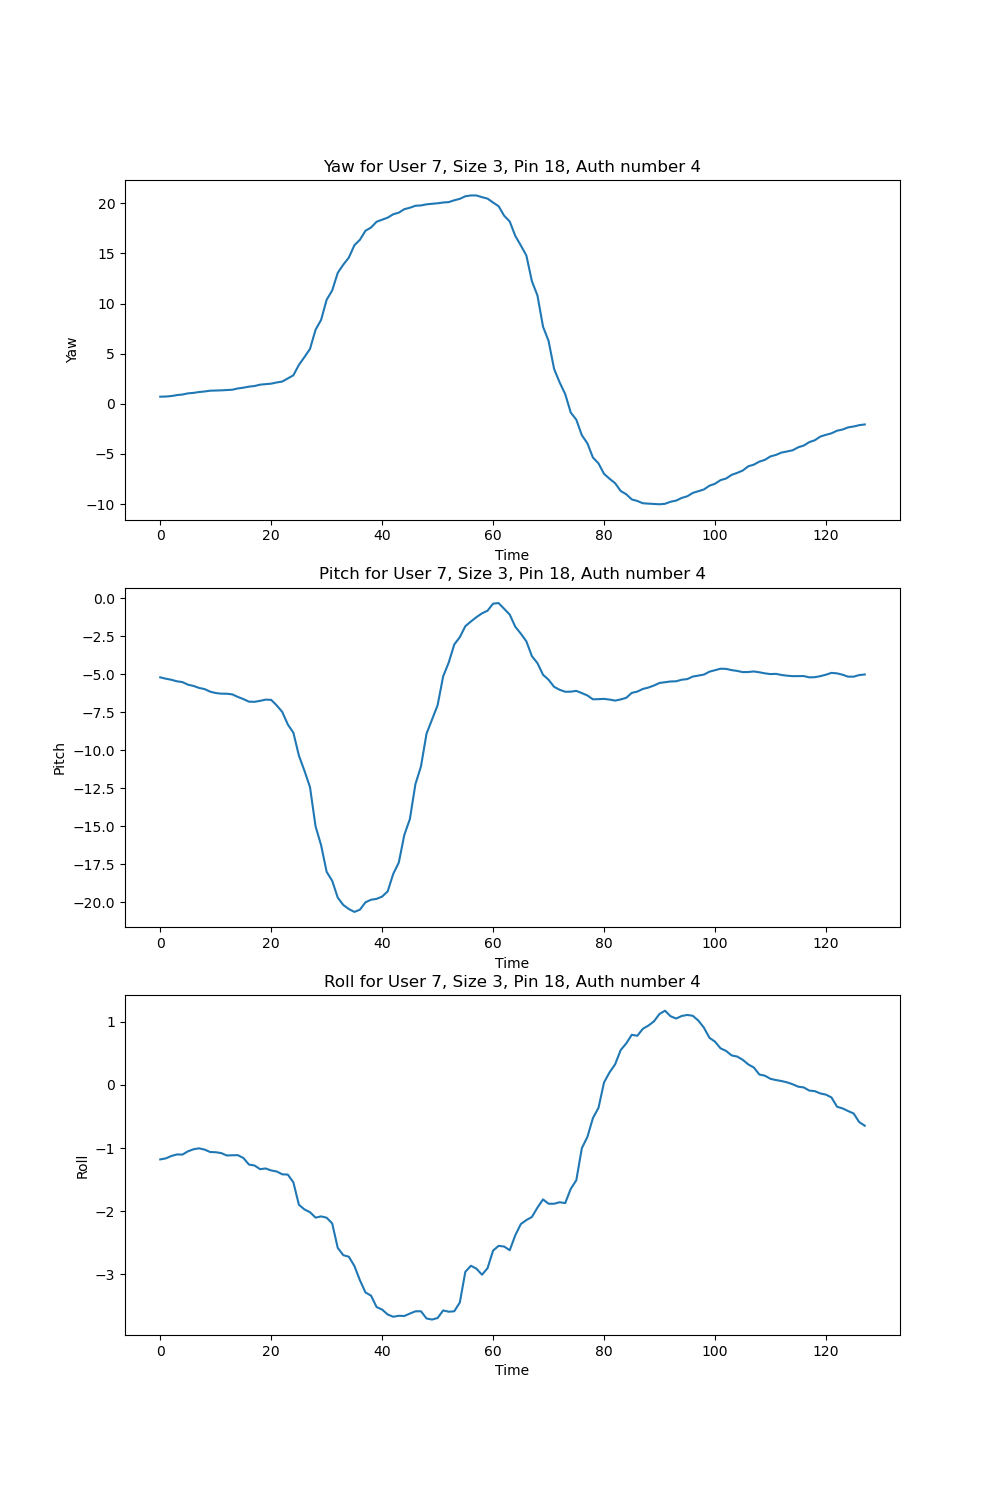 Yaw for User 7, Size 3, Pin 18, Auth number 4
20
15
10
5
0
−5
−10
Yaw
0 20 40 60 80 100 120
Time
Pitch for User 7, Size 3, Pin 18, Auth number 4
0.0
−2.5
−5.0
−7.5
−10.0
−12.5
−15.0
−17.5
−20.0
Pitch
0 20 40 60 80 100 120
Time
Roll for User 7, Size 3, Pin 18, Auth number 4
1
0
−1
−2
−3
Roll
0 20 40 60 80 100 120
Time